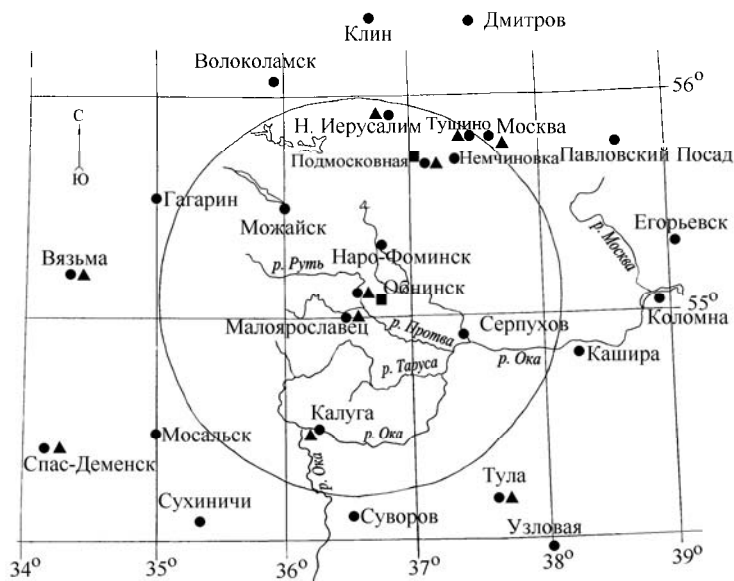 Клин
Дмитров
Волоколамск
56°
С
Ю
Н. Иерусалим
Тушино
Москва
Подмосковная
Немчиновка
Павловский Посад
Гагарин
Можайск
р. Москва
Егорьевск
Вязьма
Наро-Фоминск
р. Руть
Обнинск
55°
Коломна
Малоярославец
р. Протва
Серпухов
р. Ока
Кашира
р. Таруса
Калуга
р. Ока
Мосальск
Спас-Деменск
р. Ока
Тула
Сухиничи
Суворов
Узловая
34°
35°
36°
37°
38°
39°